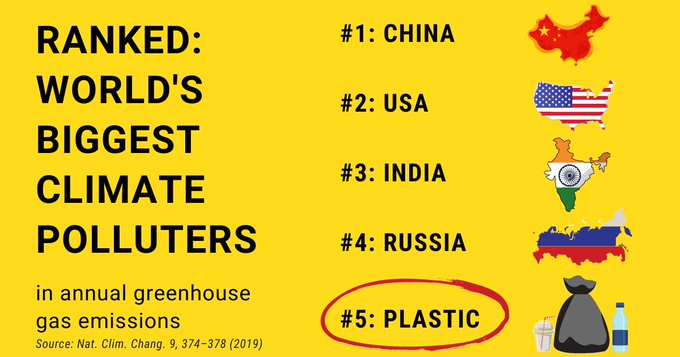 RANKED:
WORLD'S
BIGGEST
CLIMATE
POLLUTERS
in annual greenhouse
gas emissions
Source: Nat. Clim. Chang. 9, 374–378 (2019)
#1: CHINA
#2: USA
#3: INDIA
#4: RUSSIA
#5: PLASTIC